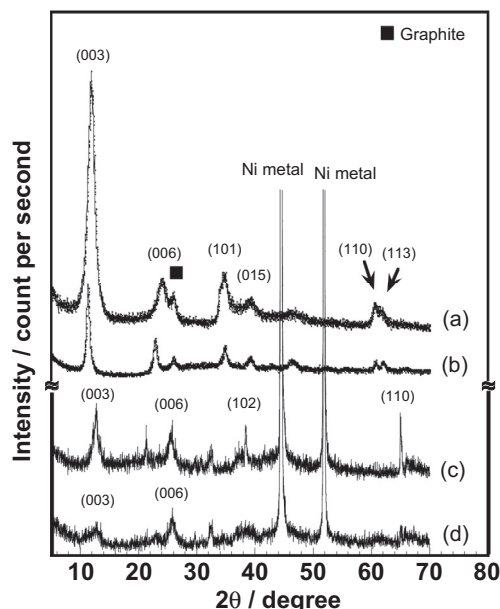 ■ Graphite
(003)
Ni metal
Ni metal
(006)
■
(101)
(015)
(110)
(113)
(a)
(b)
≈
≈
(003)
(006)
(102)
(110)
(c)
(003)
(006)
(d)
5
10
20
30
40
50
60
70
80
2θ / degree
Intensity / count per second